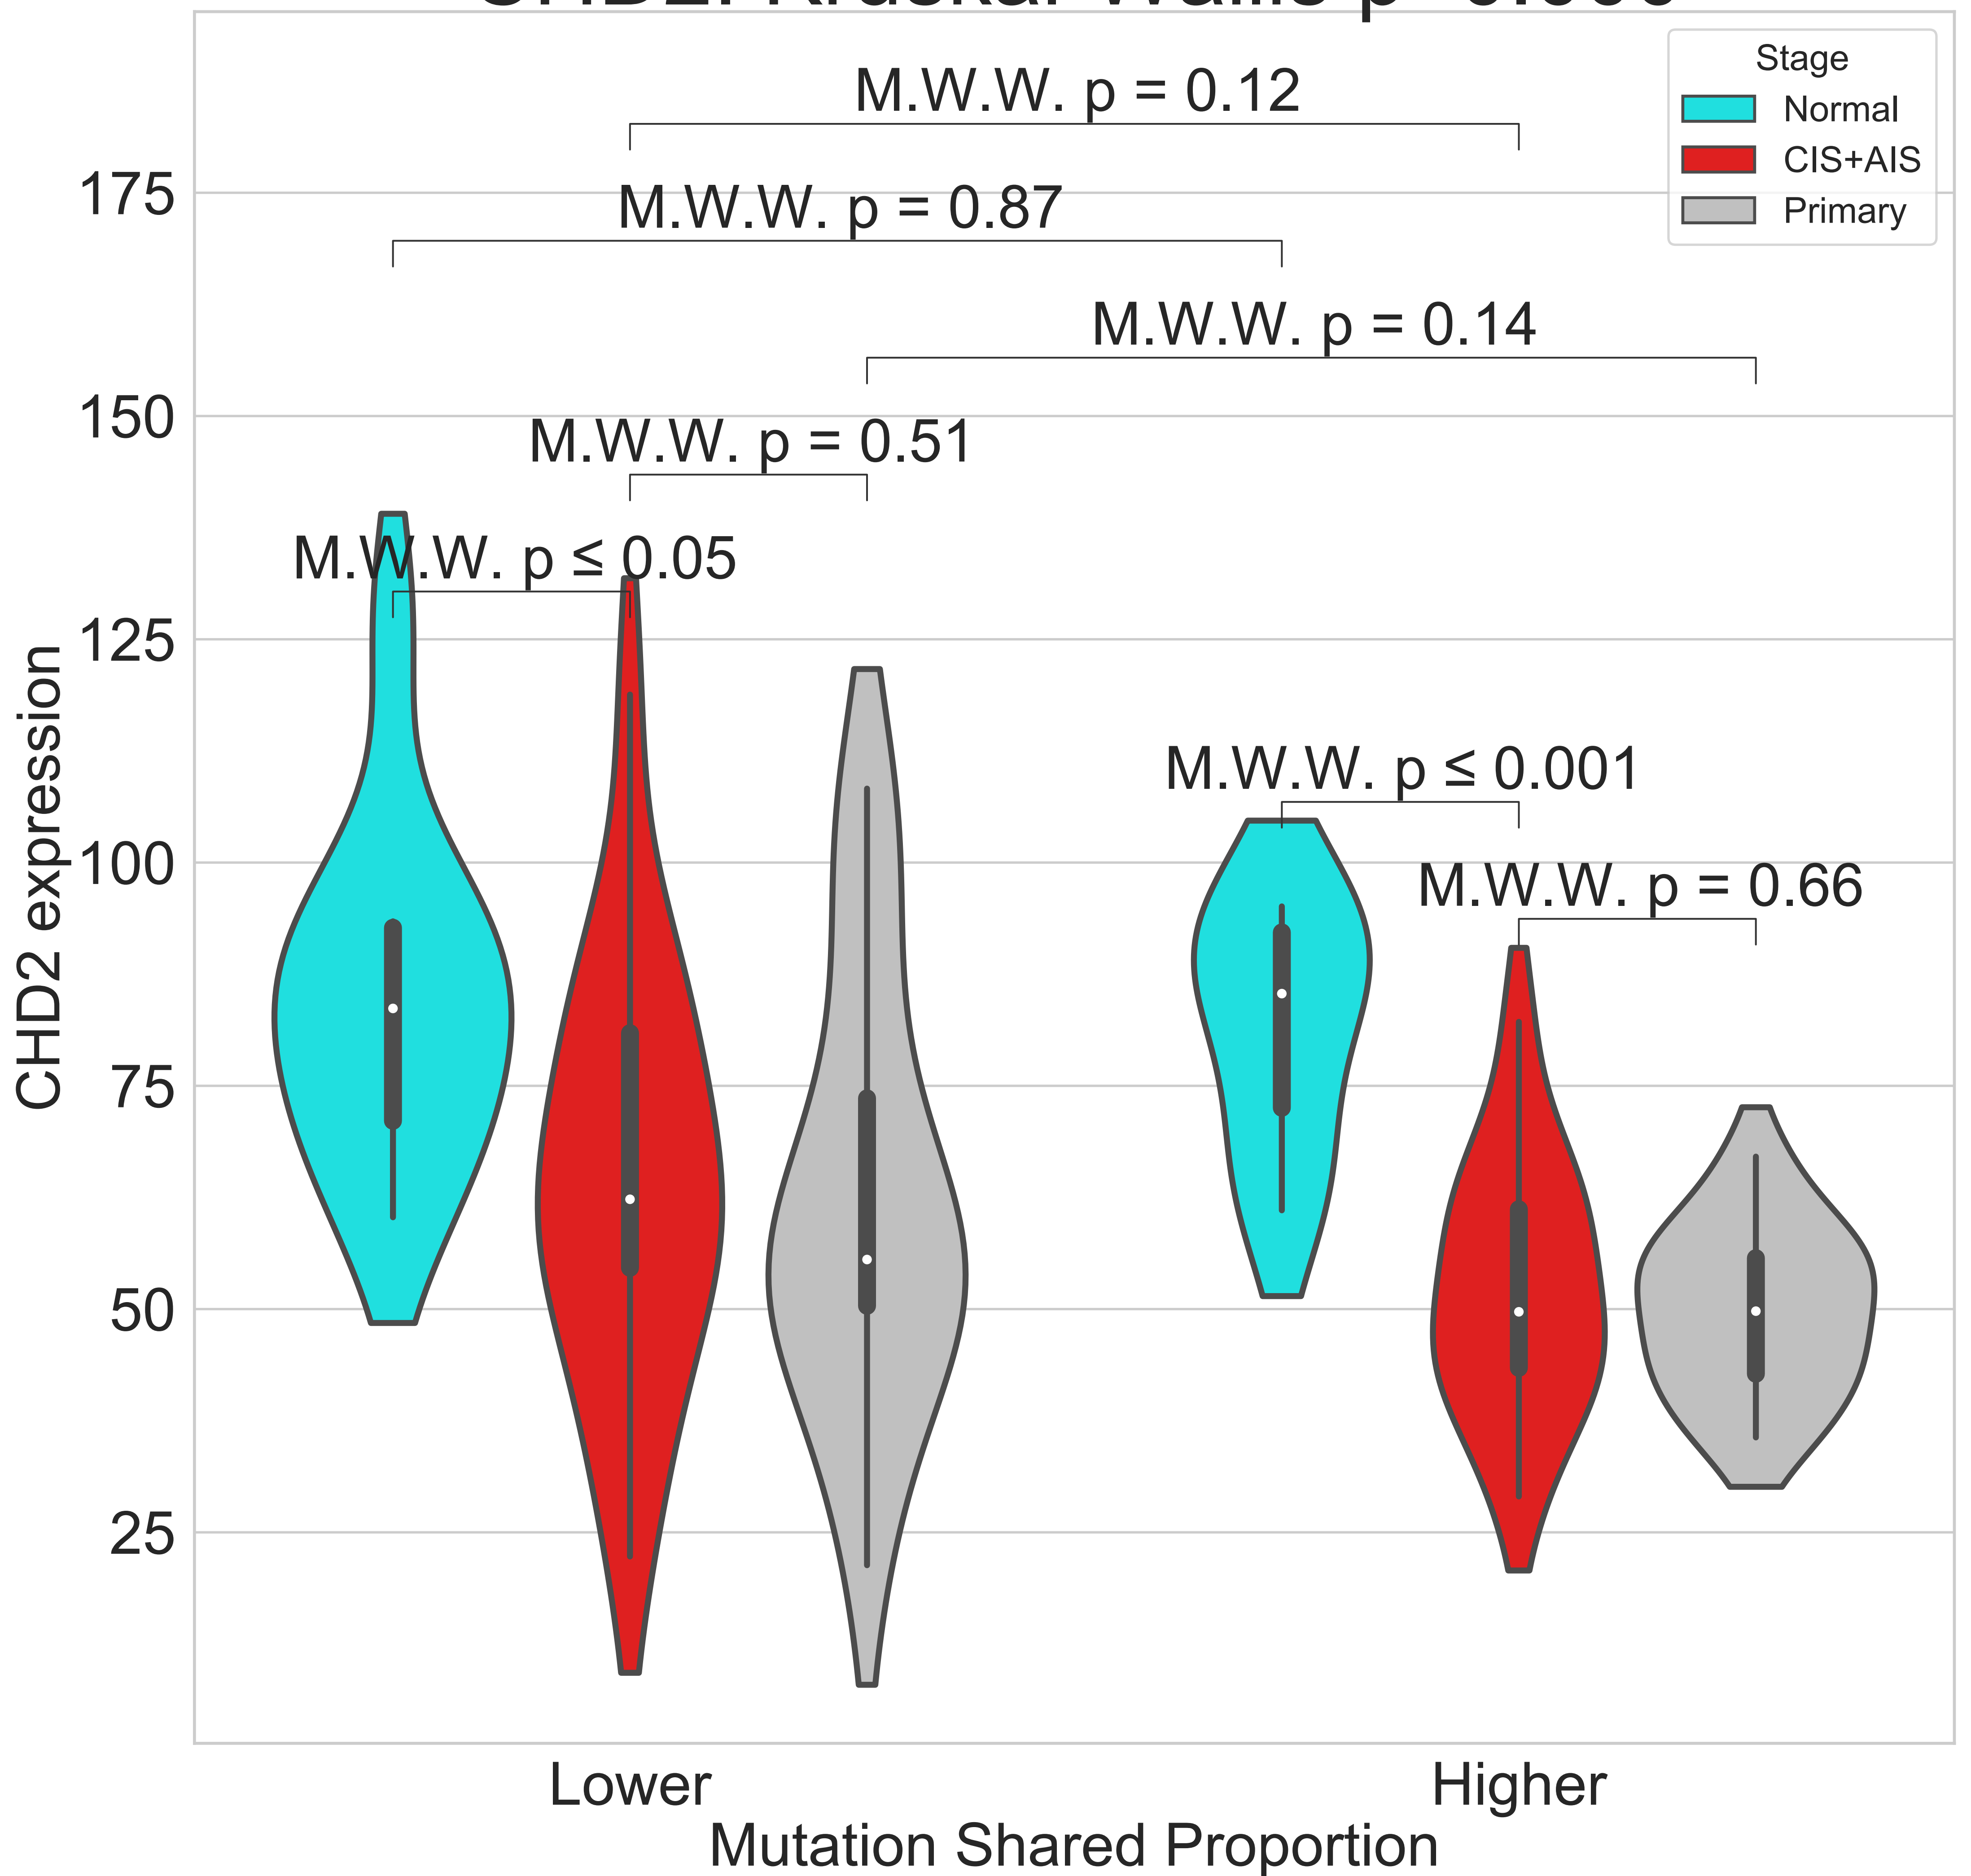 Stage
Normal
CIS+AIS
Primary
M.W.W. p = 0.12
M.W.W. p = 0.87
M.W.W. p = 0.14
M.W.W. p = 0.51
M.W.W. p ≤ 0.05
M.W.W. p ≤ 0.001
M.W.W. p = 0.66
175
150
125
100
75
50
25
CHD2 expression
Lower
Higher
Mutation Shared Proportion